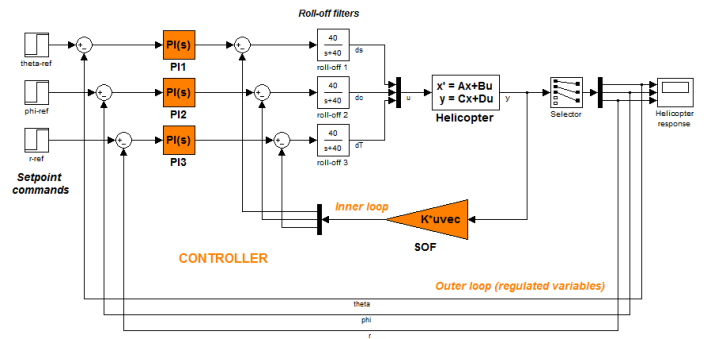 Roll-off filters
theta-ref
PI(s)
PI1
40
s+40
roll-off 1
ds
phi-ref
PI(s)
PI2
40
s+40
roll-off 2
dc
u
x' = Ax+Bu
y = Cx+Du
Helicopter
y
Selector
Helicopter
response
r-ref
PI(s)
PI3
40
s+40
roll-off 3
dT
Setpoint
commands
Inner loop
K*uvec
SOF
CONTROLLER
Outer loop (regulated variables)
theta
phi
r